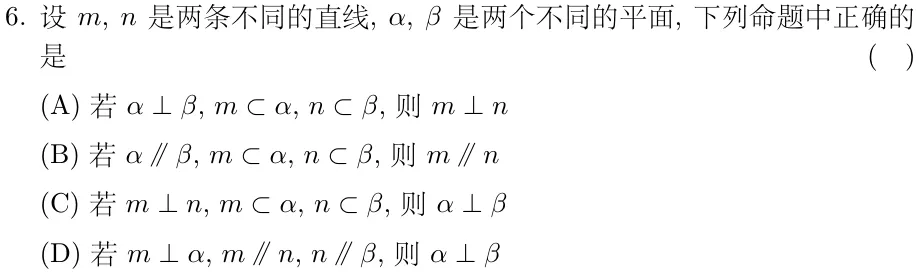 6. 设 m, n 是两条不同的直线, α, β 是两个不同的平面, 下列命题中正确的
是 ( )
(A) 若 α ⊥ β, m ⊂ α, n ⊂ β, 则 m ⊥ n
(B) 若 α ∥ β, m ⊂ α, n ⊂ β, 则 m ∥ n
(C) 若 m ⊥ n, m ⊂ α, n ⊂ β, 则 α ⊥ β
(D) 若 m ⊥ α, m ∥ n, n ∥ β, 则 α ⊥ β